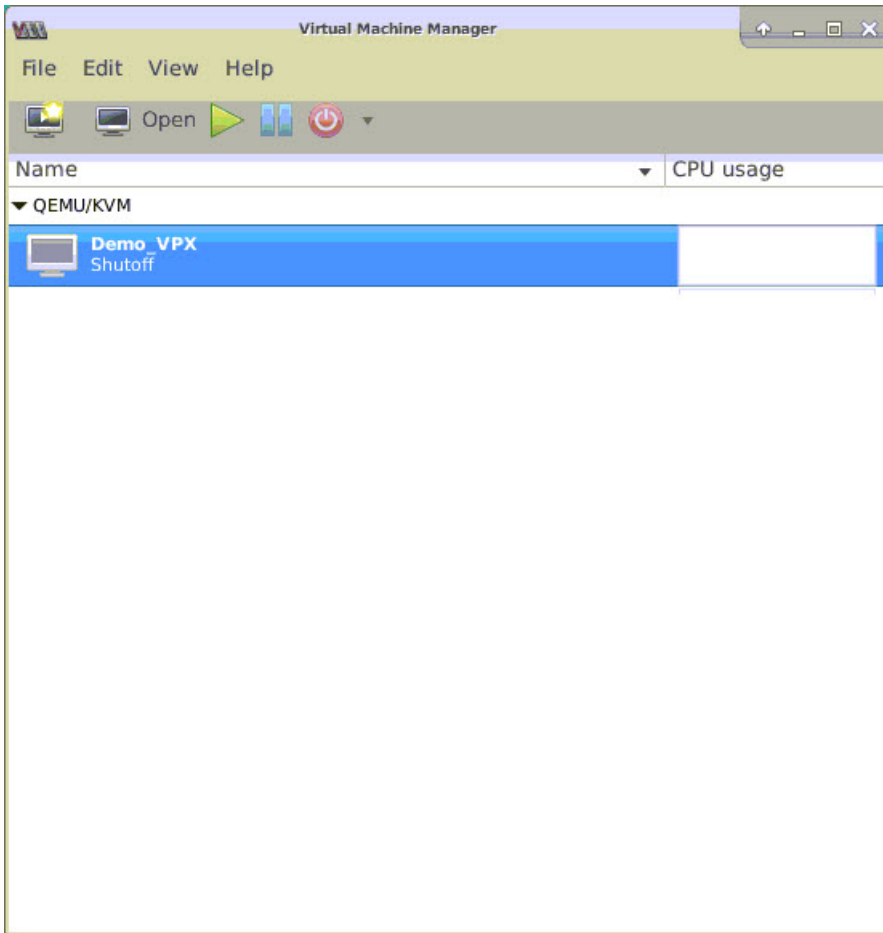 Virtual Machine Manager
File Edit View Help
Open
Name CPU usage
QEMU/KVM
Demo_VPX
Shutoff